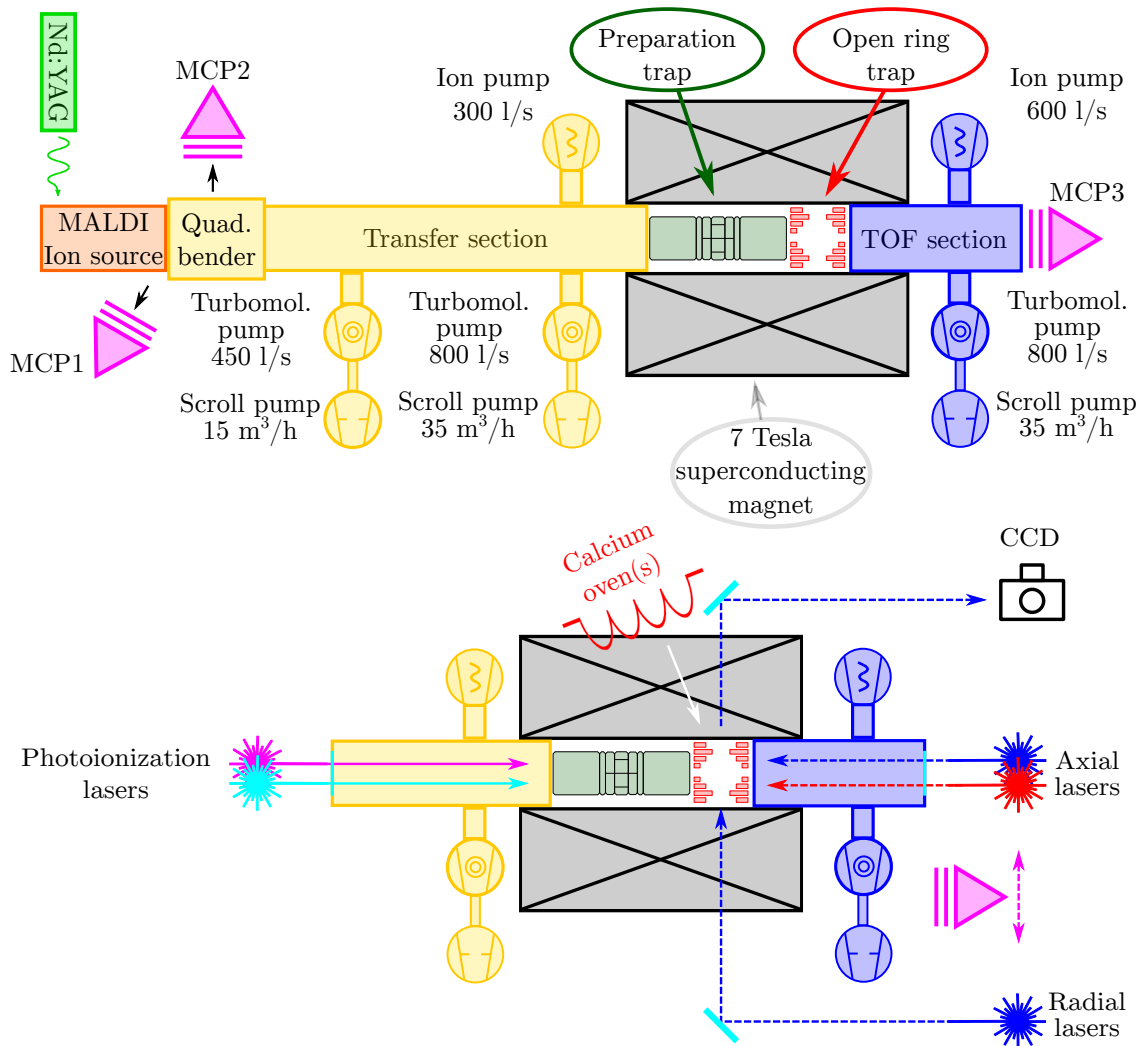 Nd:YAG
MCP2
Ion pump
300 l/s
Preparation
trap
Open ring
trap
Ion pump
600 l/s
MALDI
Ion source
Quad.
bender
Transfer section
TOF section
MCP3
MCP1
Turbomol.
pump
450 l/s
Scroll pump
15 m³/h
Turbomol.
pump
800 l/s
Scroll pump
35 m³/h
Turbomol.
pump
800 l/s
Scroll pump
35 m³/h
7 Tesla
superconducting
magnet
Calcium
oven(s)
CCD
Photoionization
lasers
Axial
lasers
Radial
lasers